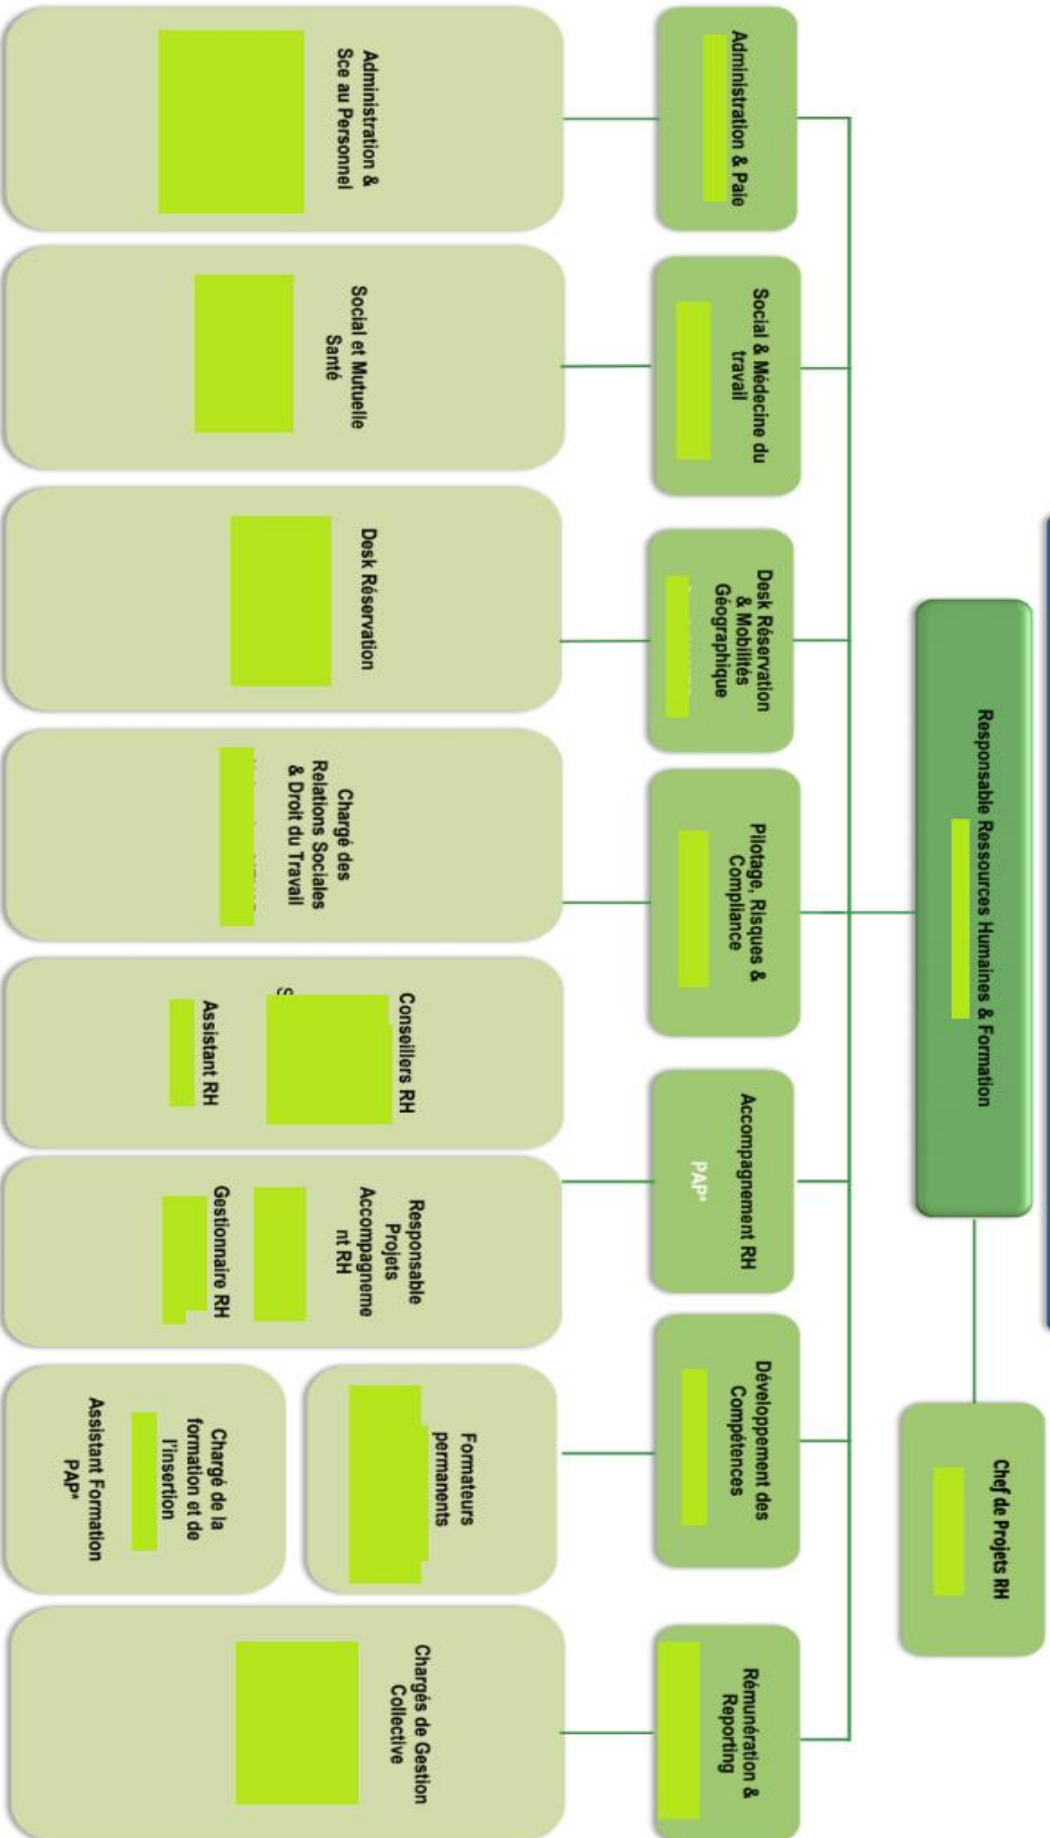 Responsable Ressources Humaines & Formation
Chef de Projets RH
Administration & Paie
Social & Médecine du
travail
Desk Réservation
& Mobilités
Géographique
Pilotage, Risques &
Compliance
Accompagnement RH
PAP*
Développement des
Compétences
Rémunération &
Reporting
Administration &
Sce au Personnel
Social et Mutuelle
Santé
Desk Réservation
Chargé des
Relations Sociales
& Droit du Travail
Conseillers RH
Assistant RH
Responsable
Projets
Accompagneme
nt RH
Gestionnaire RH
Formateurs
permanents
Chargé de la
formation et de
l'insertion
Assistant Formation
PAP*
Chargés de Gestion
Collective